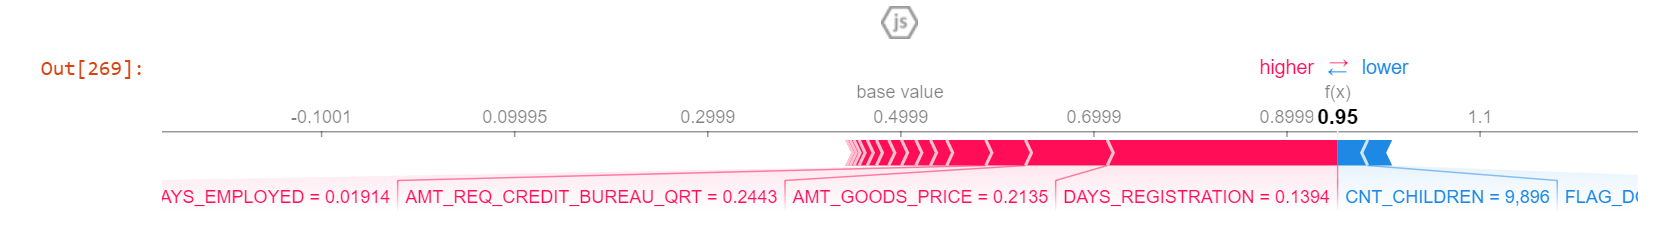 js
Out[269]:
higher lower
base value f(x)
-0.1001 0.09995 0.2999 0.4999 0.6999 0.8999 0.95 1.1
AYS_EMPLOYED = 0.01914 AMT_REQ_CREDIT_BUREAU_QRT = 0.2443 AMT_GOODS_PRICE = 0.2135 DAYS_REGISTRATION = 0.1394 CNT_CHILDREN = 9,896